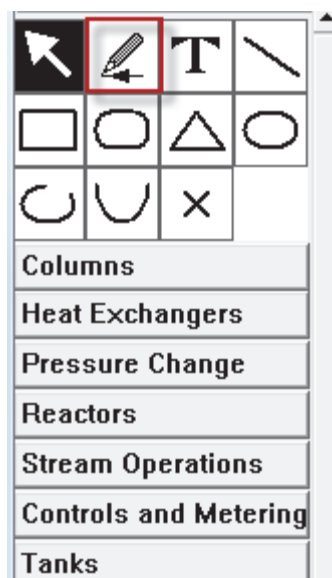 T
Columns
Heat Exchangers
Pressure Change
Reactors
Stream Operations
Controls and Metering
Tanks